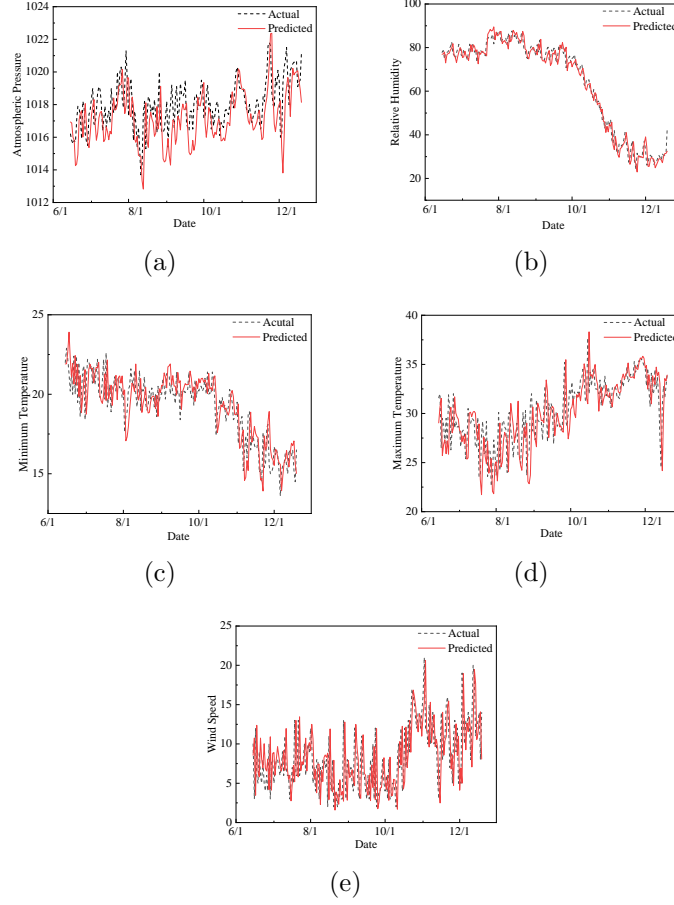 1024
1022
1020
1018
1016
1014
1012
Atmospheric Pressure
Actual
Predicted
6/1 8/1 10/1 12/1
Date
(a)
100
80
60
40
20
Relative Humidity
Actual
Predicted
6/1 8/1 10/1 12/1
Date
(b)
25
20
15
Minimum Temperature
Acutal
Predicted
6/1 8/1 10/1 12/1
Date
(c)
40
35
30
25
20
Maximum Temperature
Actual
Predicted
6/1 8/1 10/1 12/1
Date
(d)
25
20
15
10
5
0
Wind Speed
Actual
Predicted
6/1 8/1 10/1 12/1
Date
(e)